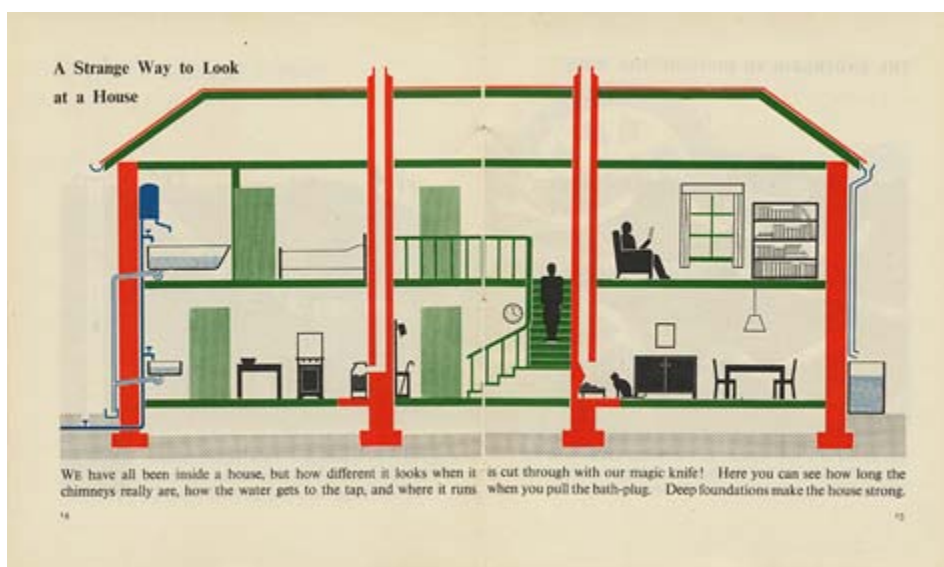 A Strange Way to Look
at a House
WE have all been inside a house, but how different it looks when it
chimneys really are, how the water gets to the tap, and where it runs
is cut through with our magic knife! Here you can see how long the
when you pull the bath-plug. Deep foundations make the house strong.
14